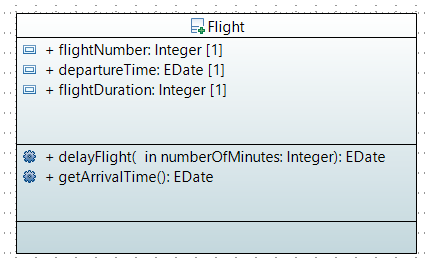 Flight
+ flightNumber: Integer [1]
+ departureTime: EDate [1]
+ flightDuration: Integer [1]
+ delayFlight(  in numberOfMinutes: Integer): EDate
+ getArrivalTime(): EDate